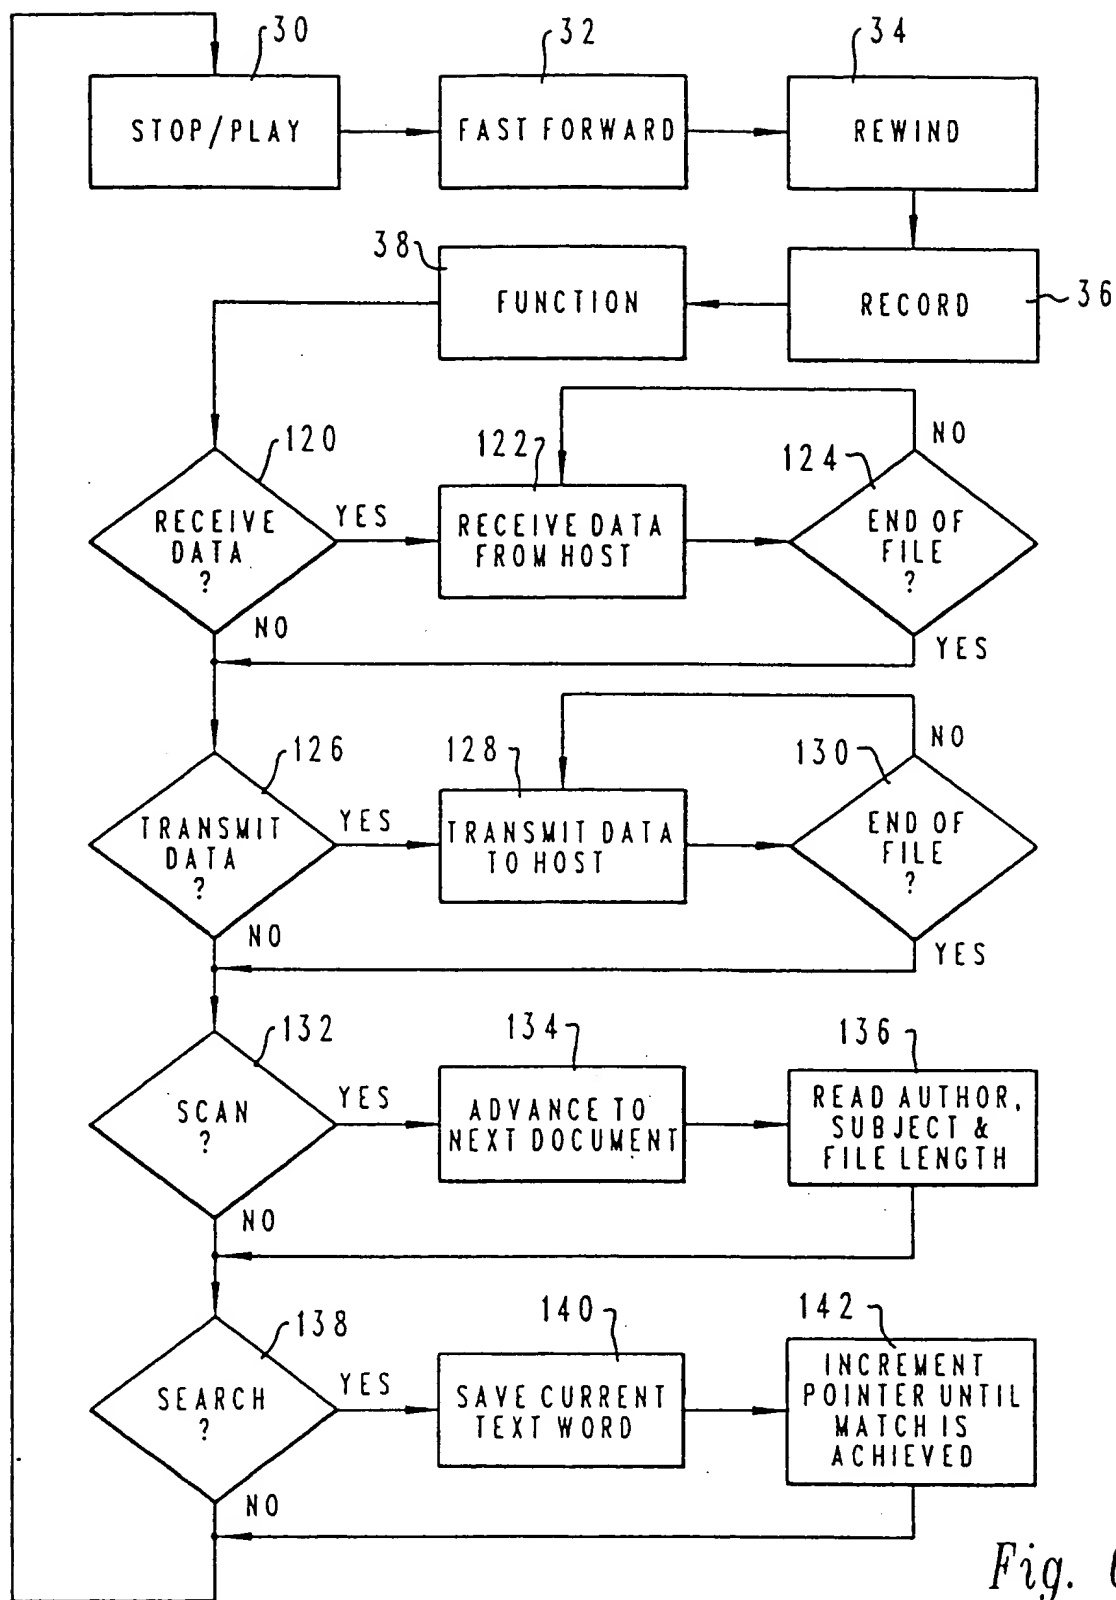 30
32
34
STOP/PLAY
FAST FORWARD
REWIND
38
FUNCTION
RECORD
36
120
RECEIVE
DATA
?
YES
NO
122
RECEIVE DATA
FROM HOST
124
END OF
FILE
?
NO
YES
126
TRANSMIT
DATA
?
YES
NO
128
TRANSMIT DATA
TO HOST
130
END OF
FILE
?
NO
YES
132
SCAN
?
YES
NO
134
ADVANCE TO
NEXT DOCUMENT
136
READ AUTHOR,
SUBJECT &
FILE LENGTH
138
SEARCH
?
YES
NO
140
SAVE CURRENT
TEXT WORD
142
INCREMENT
POINTER UNTIL
MATCH IS
ACHIEVED
Fig.